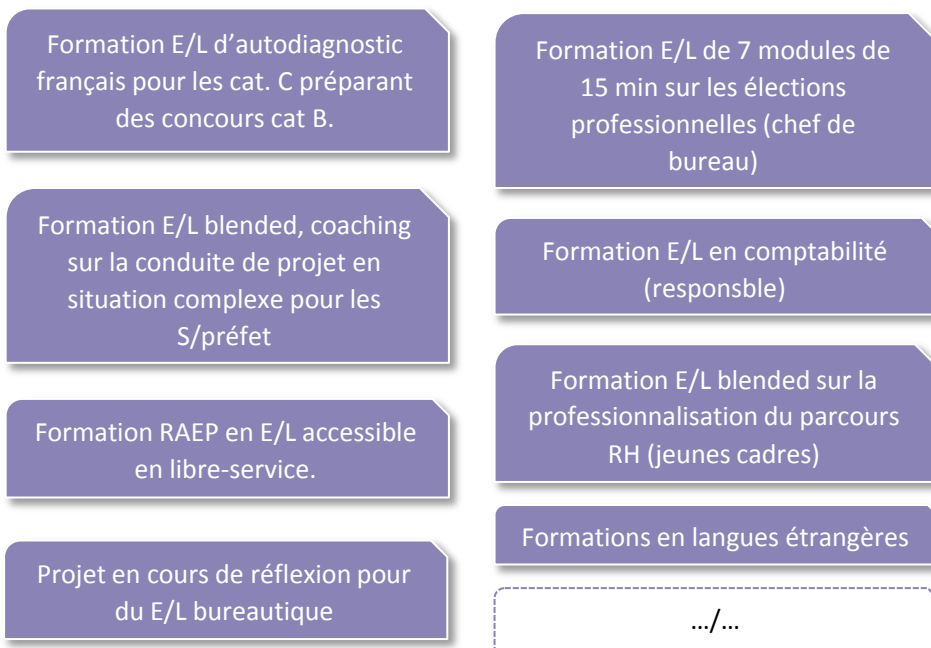 Formation E/L d’autodiagnostic
français pour les cat. C préparant
des concours cat B.
Formation E/L blended, coaching
sur la conduite de projet en
situation complexe pour les
S/préfet
Formation RAEP en E/L accessible
en libre-service.
Projet en cours de réflexion pour
du E/L bureautique
Formation E/L de 7 modules de
15 min sur les élections
professionnelles (chef de
bureau)
Formation E/L en comptabilité
(responsble)
Formation E/L blended sur la
professionnalisation du parcours
RH (jeunes cadres)
Formations en langues étrangères
…/…